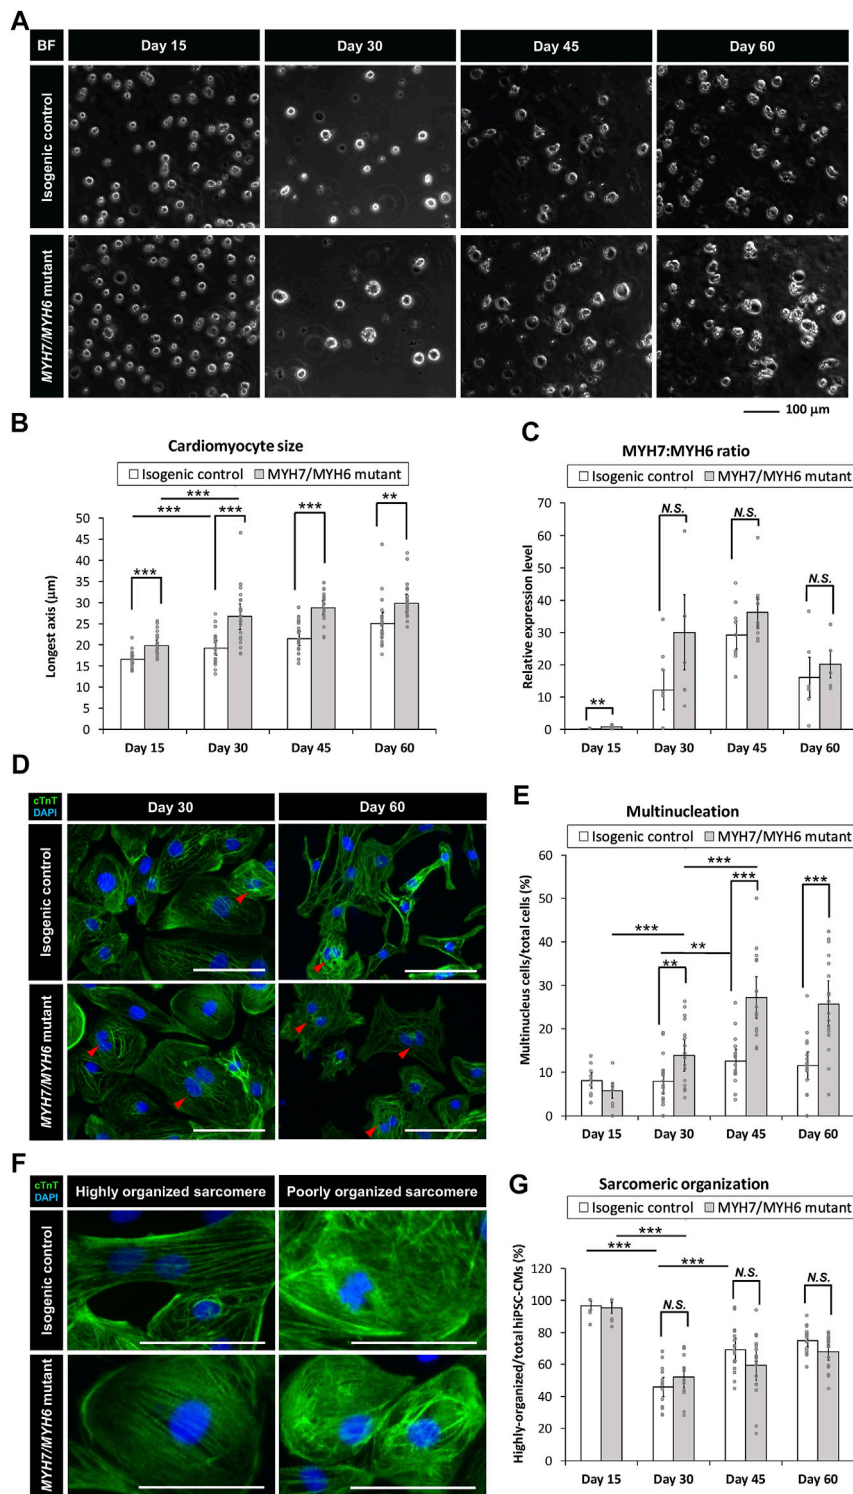 A
BF Day 15 Day 30 Day 45 Day 60
Isogenic control
MYH7/MYH6 mutant
100 µm
B
Cardiomyocyte size
Isogenic control MYH7/MYH6 mutant
*** 
***
***
***
***
**
50
45
40
35
30
25
20
15
10
5
0
Longest axis (µm)
Day 15 Day 30 Day 45 Day 60
C
MYH7:MYH6 ratio
Isogenic control MYH7/MYH6 mutant
N.S. N.S.
N.S.
**
70
60
50
40
30
20
10
0
Relative expression level
Day 15 Day 30 Day 45 Day 60
D
cTnT
DAPI
Day 30 Day 60
Isogenic control
MYH7/MYH6 mutant
E
Multinucleation
Isogenic control MYH7/MYH6 mutant
***
*** ***
***
**
**
60
50
40
30
20
10
0
Multinucleus cells/total cells (%)
Day 15 Day 30 Day 45 Day 60
F
cTnT
DAPI
Highly organized sarcomere Poorly organized sarcomere
Isogenic control
MYH7/MYH6 mutant
G
Sarcomeric organization
Isogenic control MYH7/MYH6 mutant
***
***
***
N.S. N.S. N.S.
120
100
80
60
40
20
0
Highly-organized/total hiPSC-CMs (%)
Day 15 Day 30 Day 45 Day 60